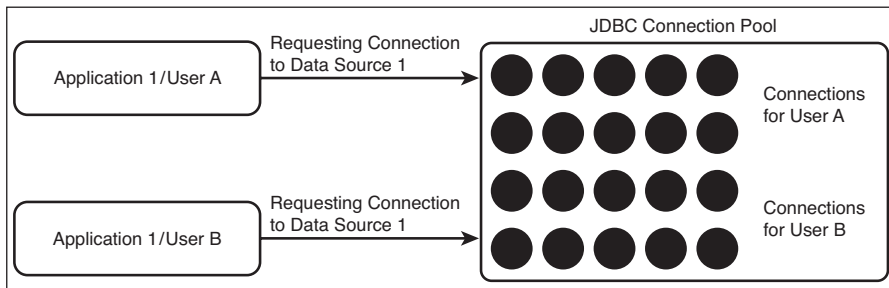 JDBC Connection Pool
Requesting Connection
to Data Source 1
Application 1/User A
Connections
for User A
Requesting Connection
to Data Source 1
Application 1/User B
Connections
for User B